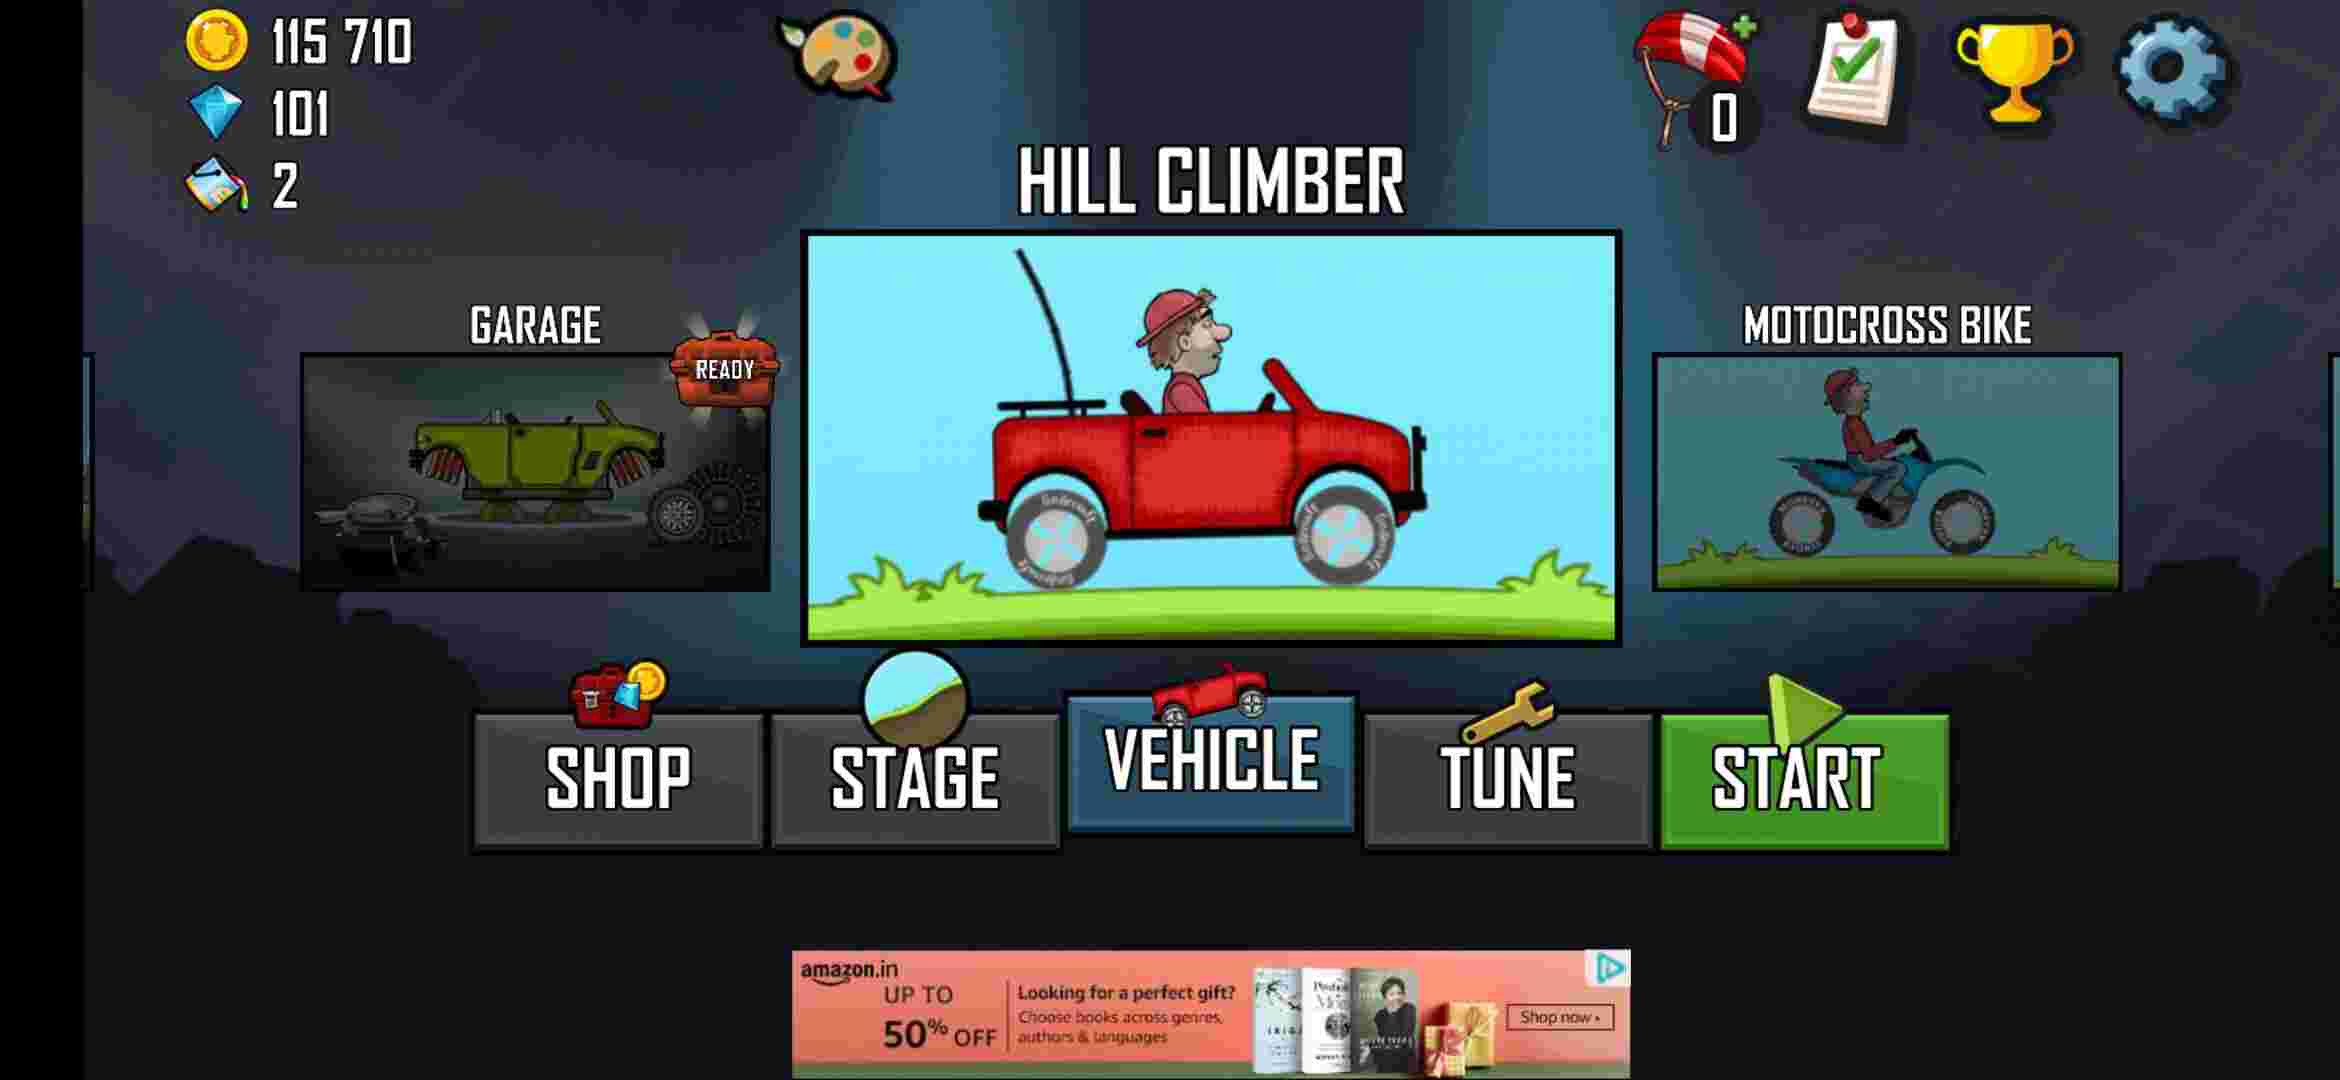 115 710
101
2
0
HILL CLIMBER
GARAGE
READY
MOTOCROSS BIKE
SHOP
STAGE
VEHICLE
TUNE
START
amazon.in
UP TO
50% OFF
Looking for a perfect gift?
Choose books across genres,
authors & languages
Shop now